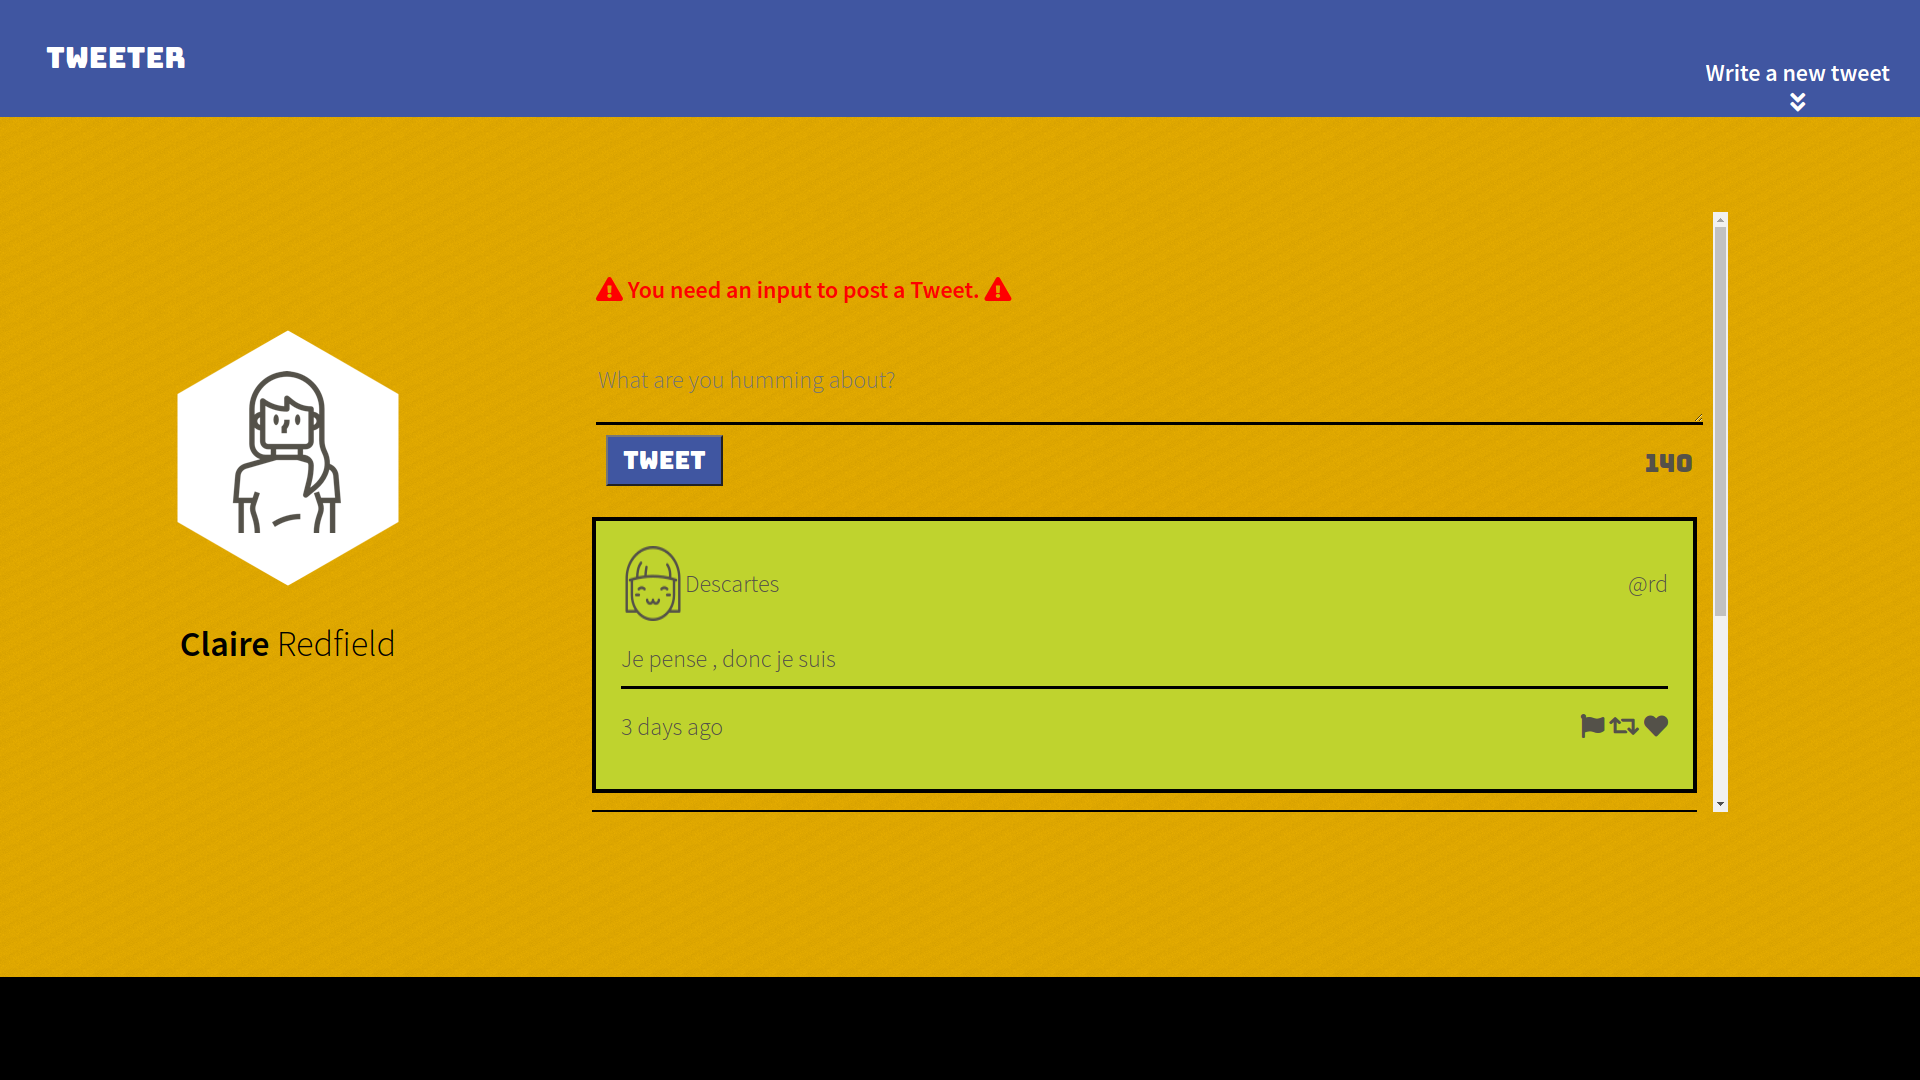 TWEETER
Write a new tweet
You need an input to post a Tweet.
What are you humming about?
TWEET
140
Claire Redfield
Descartes
@rd
Je pense , donc je suis
3 days ago